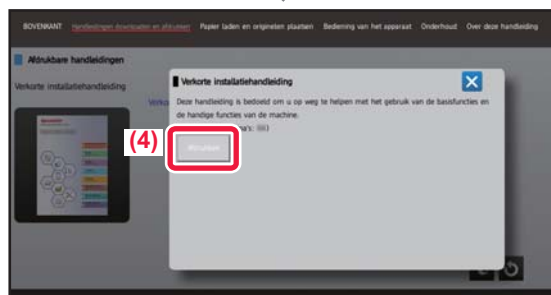 BOVENKANT Handleidingen downloaden en afdrukken Papier laden en originelen plaatsen Bediening van het apparaat Onderhoud Over deze handleiding
Afdrukbare handleidingen
Verkorte installatiehandleiding
Verkorte installatiehandleiding
Verko
Deze handleiding is bedoeld om u op weg te helpen met het gebruik van de basisfuncties en
de handige functies van de machine.
(4)
Afdrukken